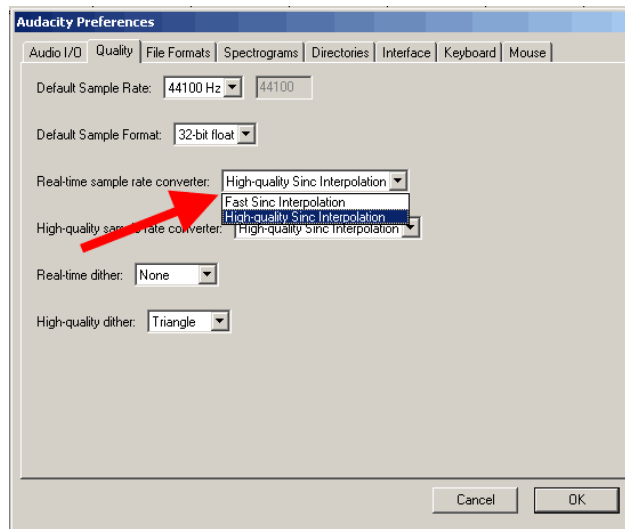 Audacity Preferences
Audio I/O Quality File Formats Spectrograms Directories Interface Keyboard Mouse
Default Sample Rate: 44100 Hz 44100
Default Sample Format: 32-bit float
Real-time sample rate converter: High-quality Sinc Interpolation
Fast Sinc Interpolation
High-quality Sinc Interpolation
High-quality sample rate converter: High-quality Sinc Interpolation
Real-time dither: None
High-quality dither: Triangle
Cancel OK